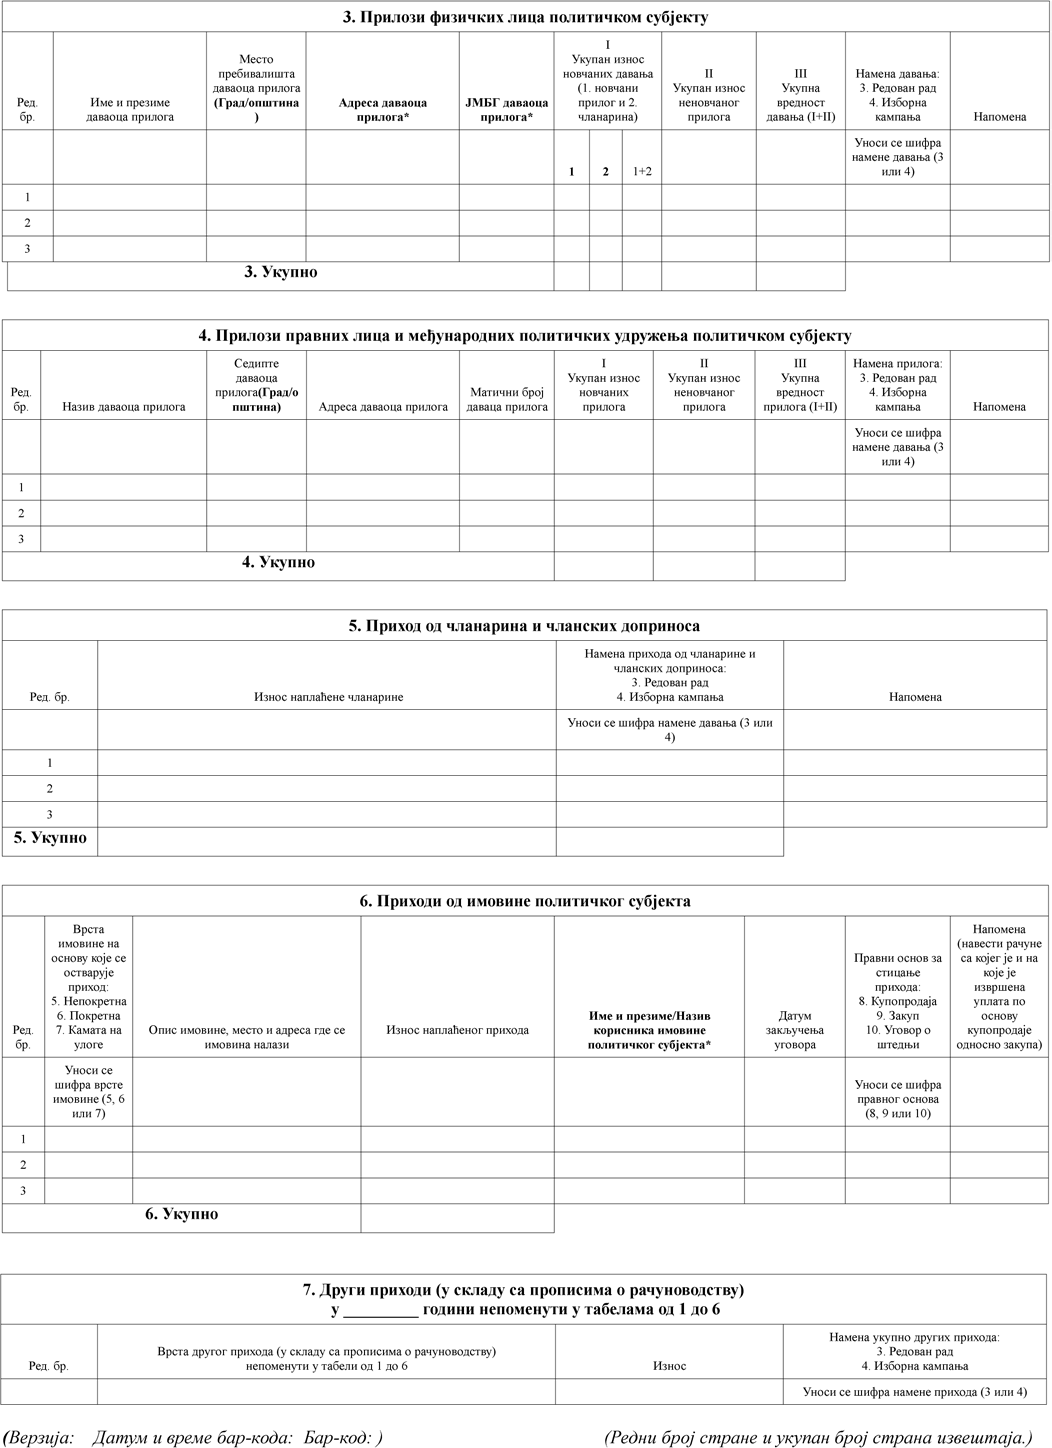 3. Прилози физичких лица политичком субјекту
Ред.
бр.
Име и презиме
даваоца прилога
Место
пребивалишта
даваоца прилога
(Град/општина
)
Адреса даваоца
прилога*
ЈМБГ даваоца
прилога*
I
Укупан износ
новчаних давања
(1. новчани
прилог и 2.
чланарина)
II
Укупан износ
неновчаног
прилога
III
Укупна
вредност
давања (I+II)
Намена давања:
3. Редован рад
4. Изборна
кампања
Напомена
1
2
1+2
Уноси се шифра
намене давања (3
или 4)
1
2
3
3. Укупно
4. Прилози правних лица и међународних политичких удружења политичком субјекту
Ред.
бр.
Назив даваоца прилога
Седипте
даваоца
прилога(Град/о
пштина)
Адреса даваоца прилога
Матични број
даваца прилога
I
Укупан износ
новчаних
прилога
II
Укупан износ
неновчаног
прилога
III
Укупна
вредност
прилога (I+II)
Намена прилога:
3. Редован рад
4. Изборна
кампања
Напомена
Уноси се шифра
намене давања (3
или 4)
1
2
3
4. Укупно
5. Приход од чланарина и чланских доприноса
Ред. бр.
Износ наплаћене чланарине
Намена прихода од чланарине и
чланских доприноса:
3. Редован рад
4. Изборна кампања
Напомена
Уноси се шифра намене давања (3 или
4)
1
2
3
5. Укупно
6. Приходи од имовине политичког субјекта
Ред.
бр.
Врста
имовине на
основу које се
остварује
приход:
5. Непокретна
6. Покретна
7. Камата на
улоге
Опис имовине, место и адреса где се
имовина налази
Износ наплаћеног прихода
Име и презиме/Назив
корисника имовине
политичког субјекта*
Датум
закључења
уговора
Правни основ за
стицање
прихода:
8. Купопродаја
9. Закуп
10. Уговор о
штедњи
Напомена
(навести рачуне
са којег је и на
које је
извршена
уплата по
основу
купопродаје
односно закупа)
Уноси се
шифра врсте
имовине (5, 6
или 7)
Уноси се шифра
правног основа
(8, 9 или 10)
1
2
3
6. Укупно
7. Други приходи (у складу са прописима о рачуноводству)
у _________ години непоменути у табелама од 1 до 6
Ред. бр.
Врста другог прихода (у складу са прописима о рачуноводству)
непоменути у табели од 1 до 6
Износ
Намена укупно других прихода:
3. Редован рад
4. Изборна кампања
Уноси се шифра намене прихода (3 или 4)
(Верзија: Датум и време бар-кода: Бар-код: ) (Редни број стране и укупан број страна извештаја.)